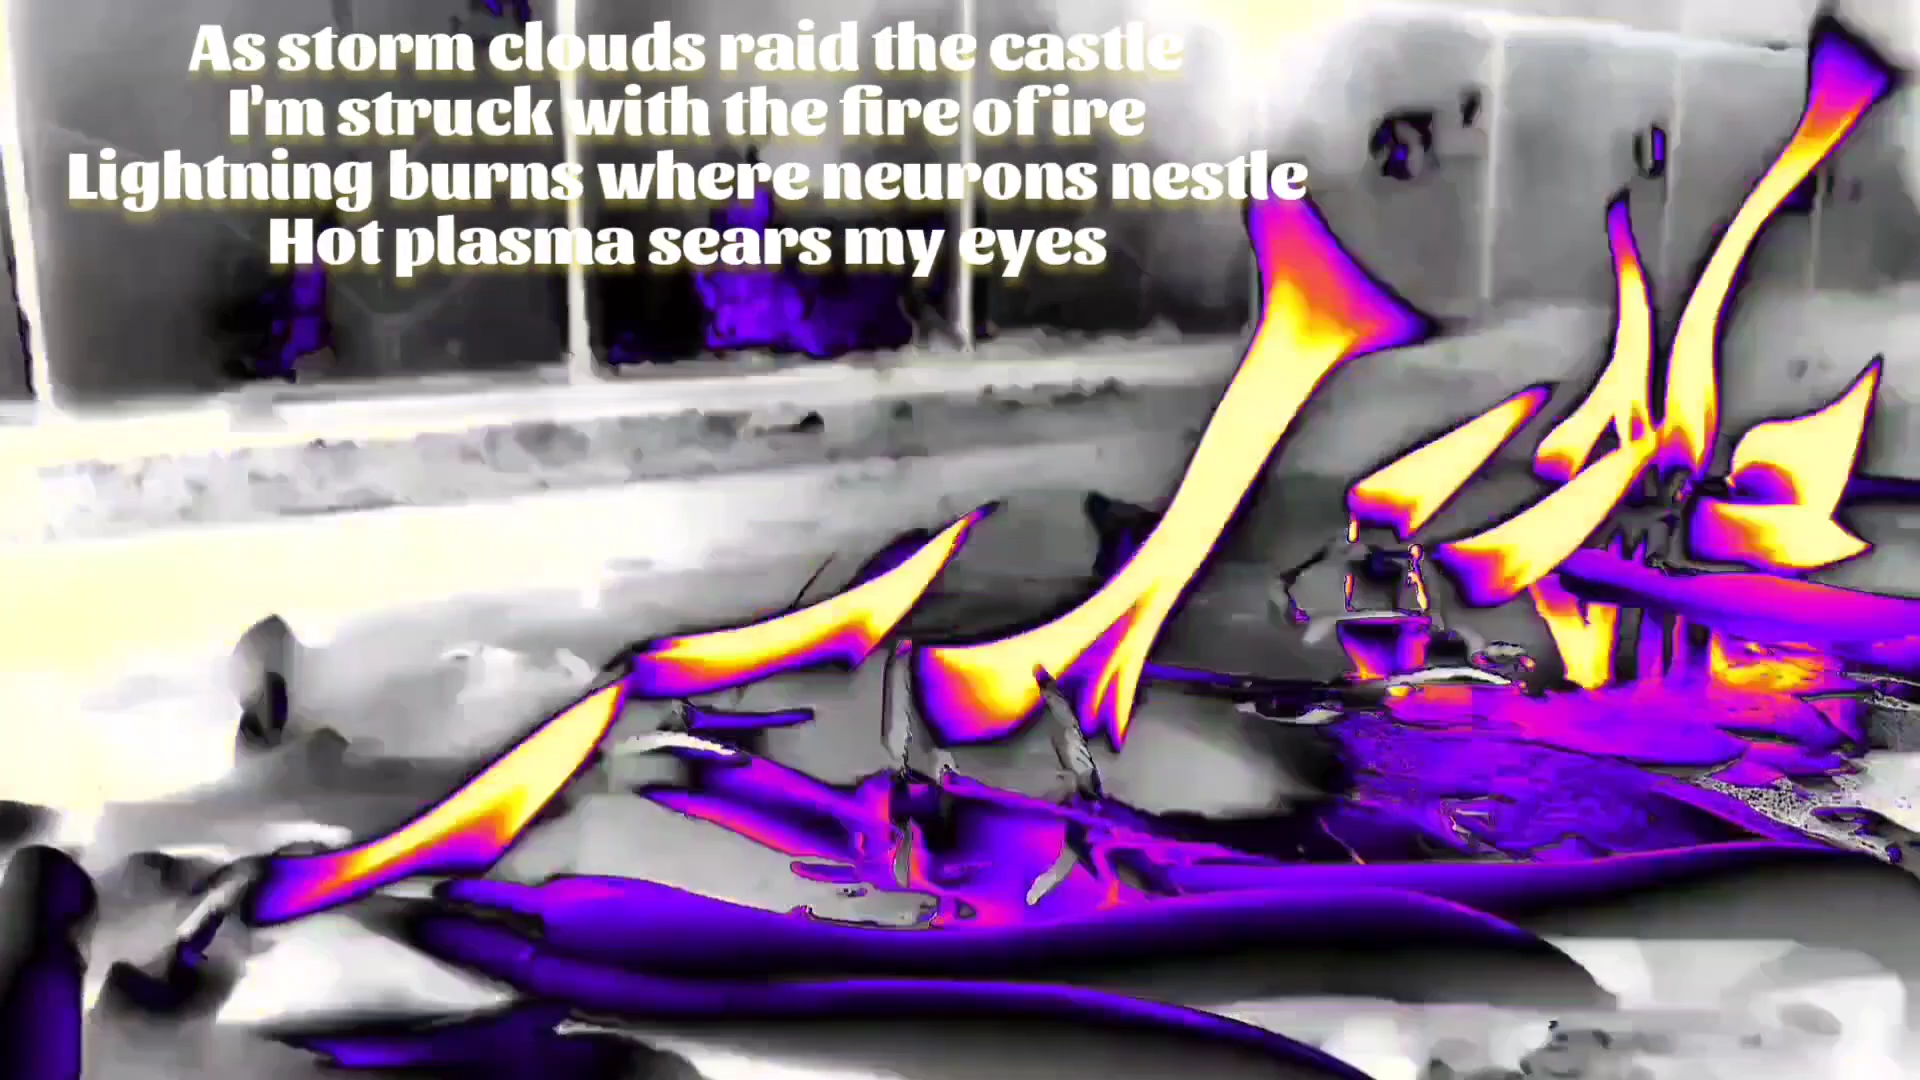 As storm clouds raid the castle
I'm struck with the fire of ire
Lightning burns where neurons nestle
Hot plasma sears my eyes